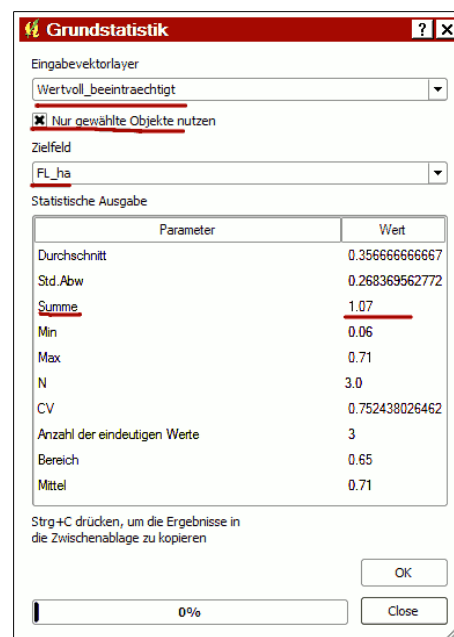 Grundstatistik ? X
Eingabevektorlayer
Wertvoll_beeintraechtigt
Nur gewählte Objekte nutzen
Zielfeld
FL_ha
Statistische Ausgabe
Parameter Wert
Durchschnitt 0.356666666667
Std.Abw 0.268369562772
Summe 1.07
Min 0.06
Max 0.71
N 3.0
CV 0.752438026462
Anzahl der eindeutigen Werte 3
Bereich 0.65
Mittel 0.71
Strg+C drücken, um die Ergebnisse in
die Zwischenablage zu kopieren
OK
0% Close